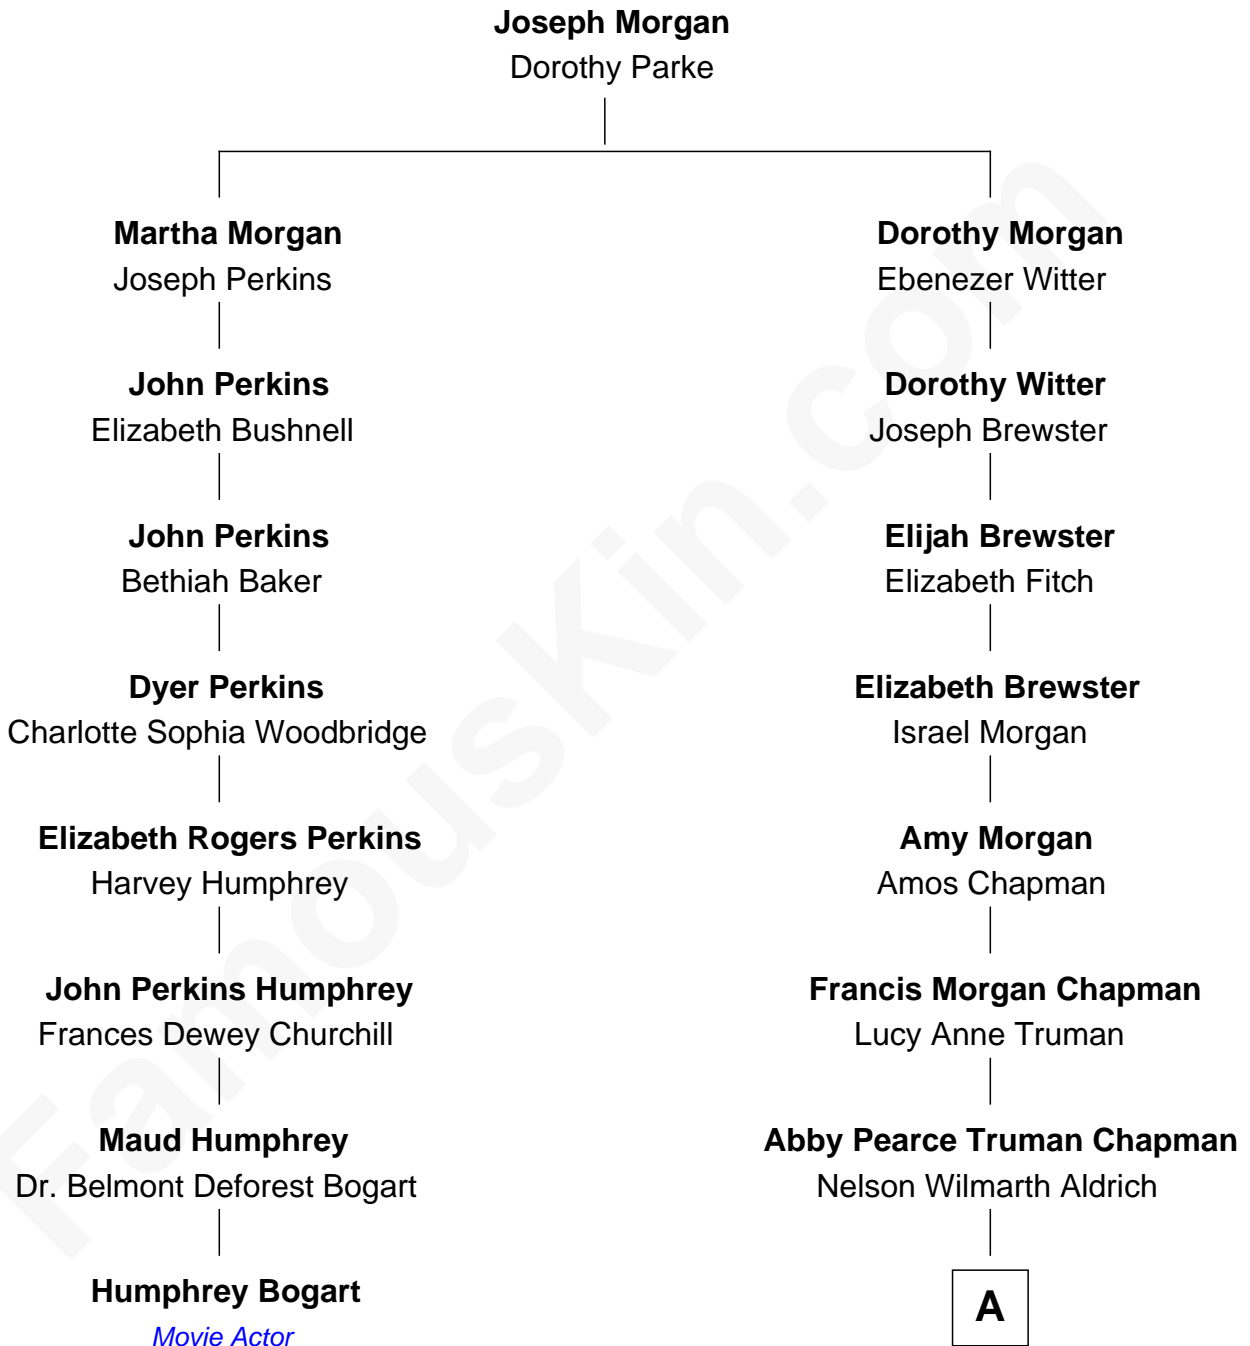 Joseph Morgan
Dorothy Parke
Martha Morgan
Joseph Perkins
Dorothy Morgan
Ebenezer Witter
John Perkins
Elizabeth Bushnell
Dorothy Witter
Joseph Brewster
John Perkins
Bethiah Baker
Elijah Brewster
Elizabeth Fitch
Dyer Perkins
Charlotte Sophia Woodbridge
Elizabeth Brewster
Israel Morgan
Elizabeth Rogers Perkins
Harvey Humphrey
Amy Morgan
Amos Chapman
John Perkins Humphrey
Frances Dewey Churchill
Francis Morgan Chapman
Lucy Anne Truman
Maud Humphrey
Dr. Belmont Deforest Bogart
Abby Pearce Truman Chapman
Nelson Wilmarth Aldrich
Humphrey Bogart
Movie Actor
A
FamousKin.com